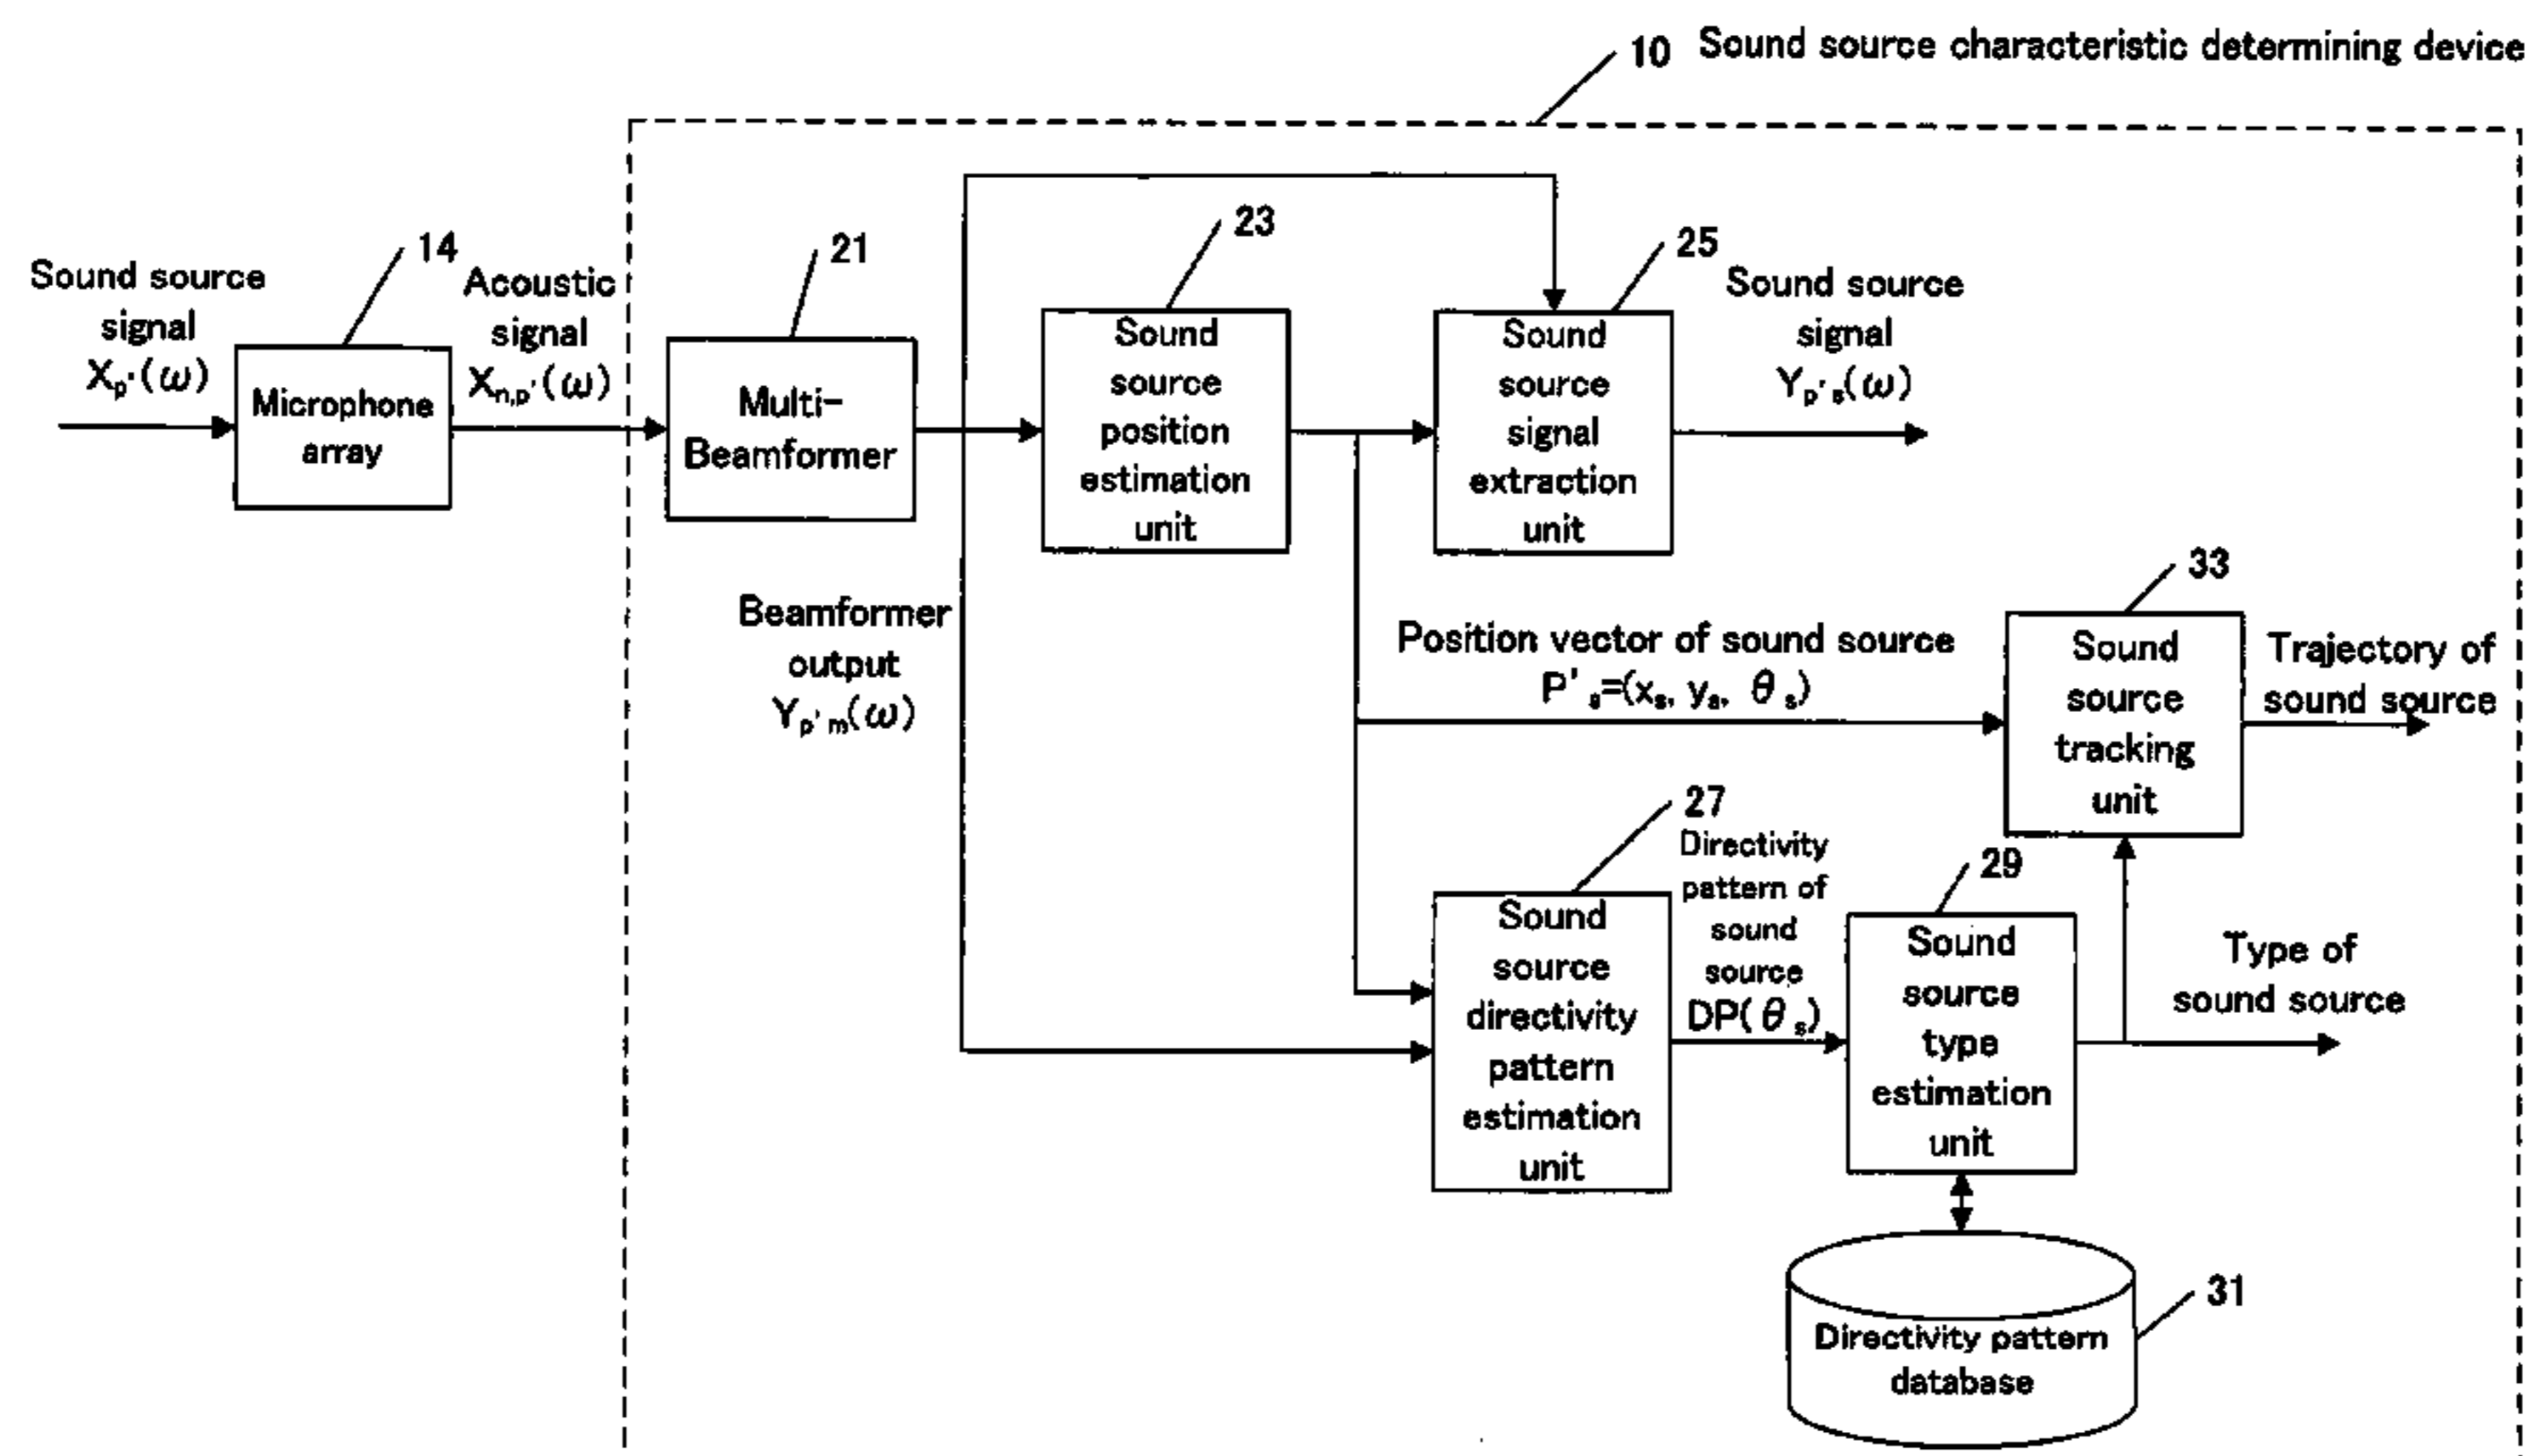 10 Sound source characteristic determining device
14
Sound source
signal
Xp'(ω)
Microphone
array
Acoustic
signal
Xn,p'(ω)
21
Multi-
Beamformer
23
Sound
source
position
estimation
unit
25
Sound
source
signal
extraction
unit
Sound source
signal
Yp's(ω)
Beamformer
output
Yp'm(ω)
Position vector of sound source
P's=(xs, ys, θs)
33
Sound
source
tracking
unit
Trajectory of
sound source
27
Sound
source
directivity
pattern
estimation
unit
Directivity
pattern of
sound
source
DP(θs)
29
Sound
source
type
estimation
unit
Type of
sound source
31
Directivity pattern
database